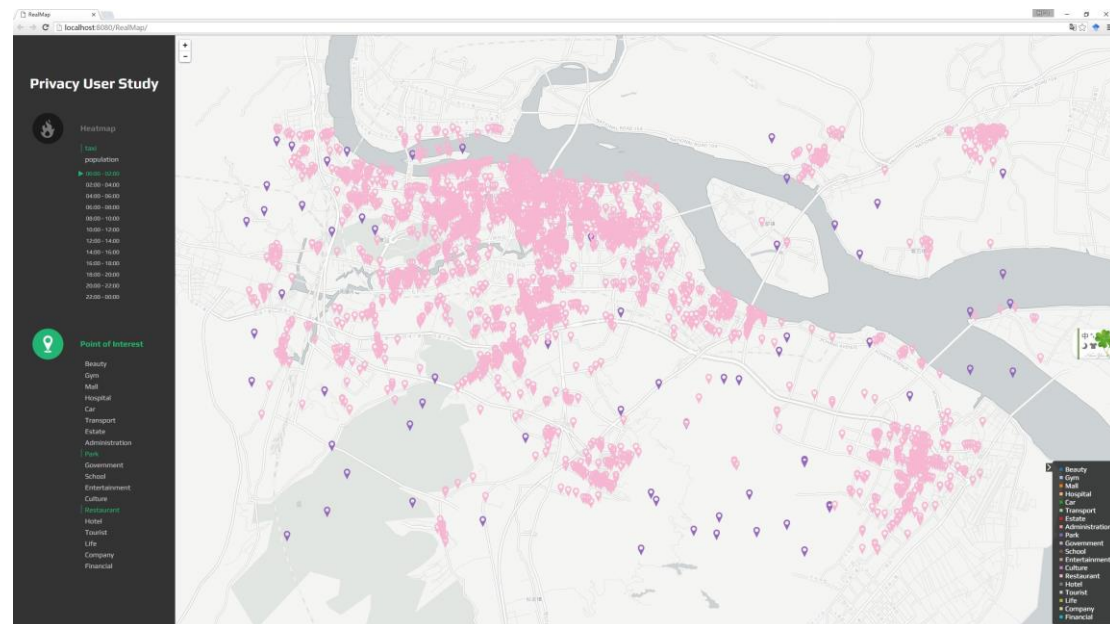 RealMap
localhost:8080/RealMap/
+
-
Privacy User Study
Heatmap
taxi
population
00:00 - 02:00
02:00 - 04:00
04:00 - 06:00
06:00 - 08:00
08:00 - 10:00
10:00 - 12:00
12:00 - 14:00
14:00 - 16:00
16:00 - 18:00
18:00 - 20:00
20:00 - 22:00
22:00 - 00:00
Point of Interest
Beauty
Gym
Mall
Hospital
Car
Transport
Estate
Administration
Park
Government
School
Entertainment
Culture
Restaurant
Hotel
Tourist
Life
Company
Financial
中
Beauty
Gym
Mall
Hospital
Car
Transport
Estate
Administration
Park
Government
School
Entertainment
Culture
Restaurant
Hotel
Tourist
Life
Company
Financial